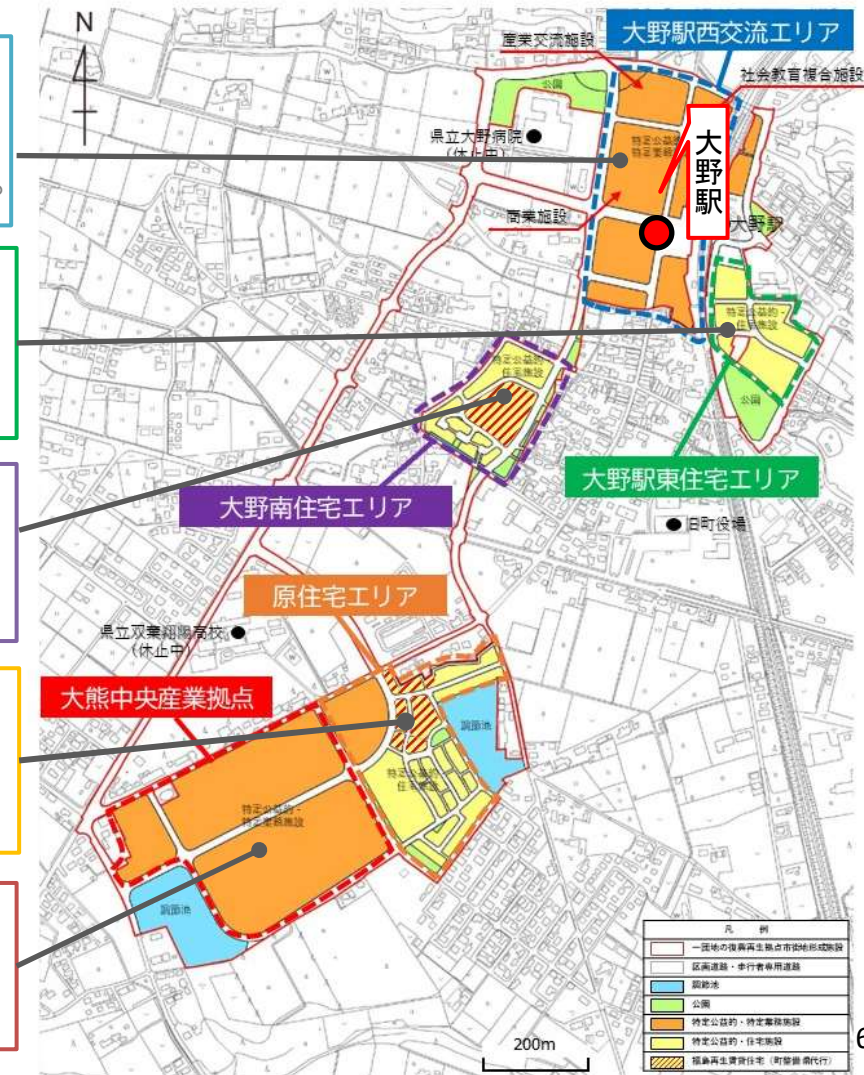 N
産業交流施設
大野駅西交流エリア
社会教育複合施設
公園
県立大野病院
(休止中)
特定公益的・
大野駅
商業施設
大野駅
特定公益的・
住宅施設
特定公益的・
住宅施設
公園
大野南住宅エリア
大野駅東住宅エリア
旧町役場
原住宅エリア
県立双葉翔陽高校
(休止中)
大熊中央産業拠点
調節池
特定公益的・
住宅施設
特定公益的・
特定業務施設
調節池
凡 例
一団地の復興再生拠点市街地形成施設
区画道路・歩行者専用道路
調節池
公園
特定公益的・特定業務施設
特定公益的・住宅施設
福島再生賃貸住宅(町整備 県代行)
200m
6